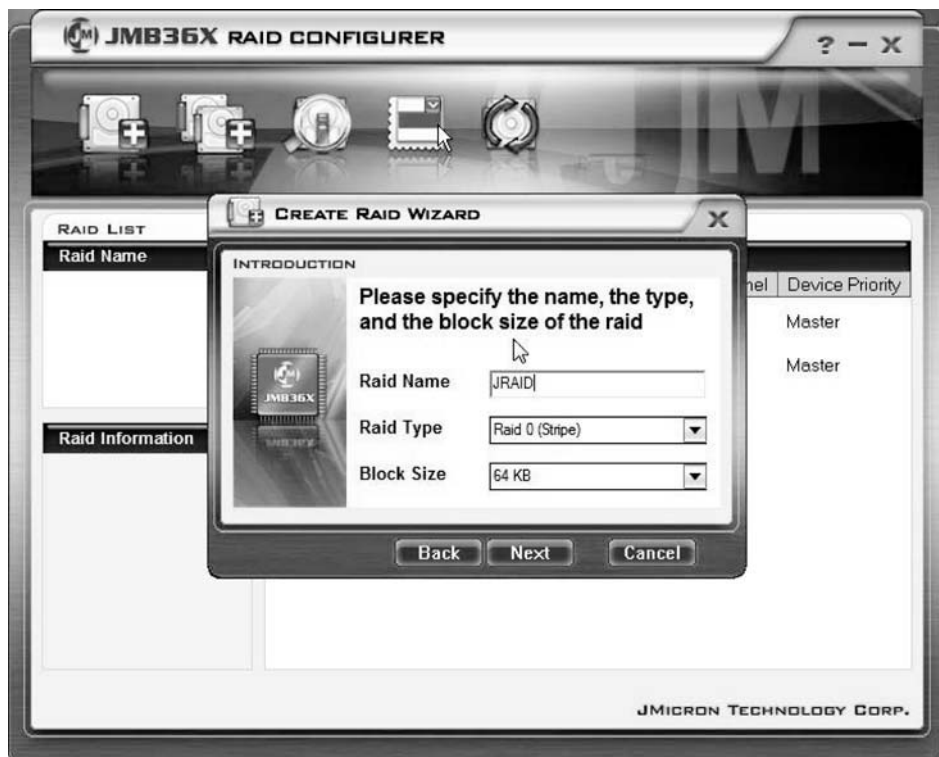 JMB36X RAID CONFIGURER
? – X
JM
RAID LIST
Raid Name
nel Device Priority
Master
Master
Raid Information
CREATE RAID WIZARD
X
INTRODUCTION
Please specify the name, the type,
and the block size of the raid
JMB36X
Raid Name JRAID
Raid Type Raid 0 (Stripe)
Block Size 64 KB
Back Next Cancel
JMICRON TECHNOLOGY CORP.